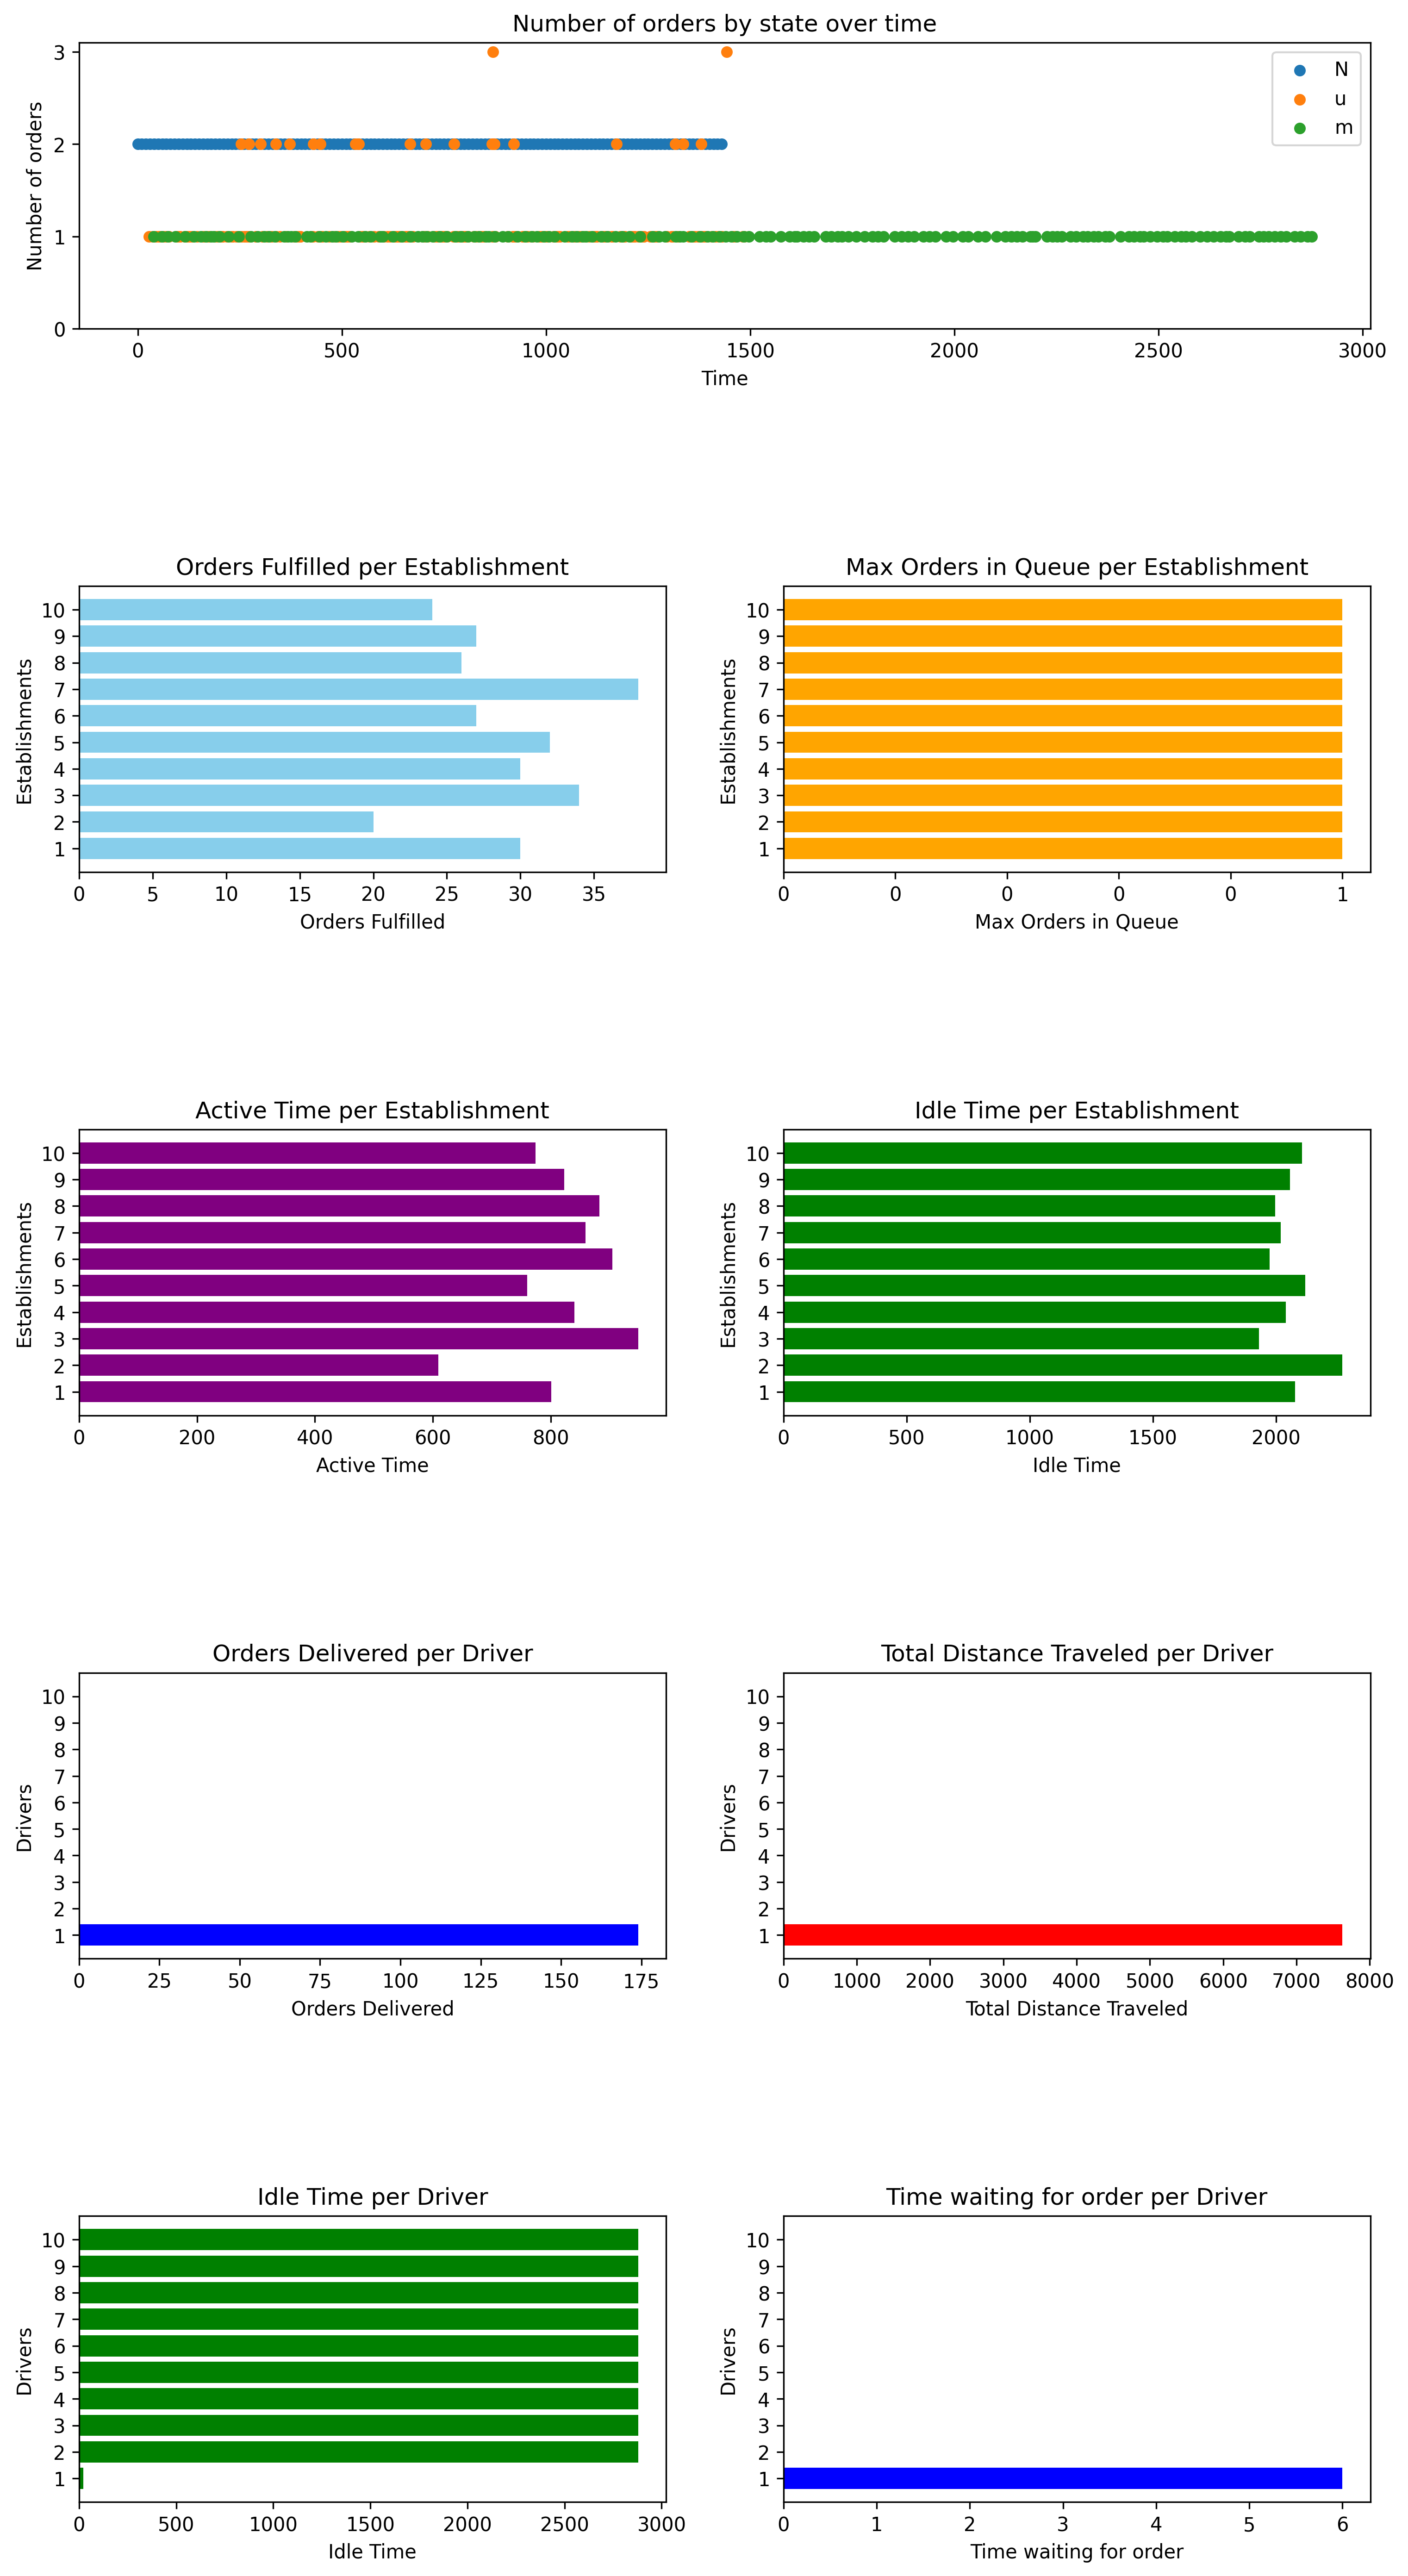 Number of orders by state over time
Number of orders
3
2
1
0
N
u
m
0 500 1000 1500 2000 2500 3000
Time
Orders Fulfilled per Establishment
Establishments
10
9
8
7
6
5
4
3
2
1
0 5 10 15 20 25 30 35
Orders Fulfilled
Max Orders in Queue per Establishment
Establishments
10
9
8
7
6
5
4
3
2
1
0 0 0 0 0 1
Max Orders in Queue
Active Time per Establishment
Establishments
10
9
8
7
6
5
4
3
2
1
0 200 400 600 800
Active Time
Idle Time per Establishment
Establishments
10
9
8
7
6
5
4
3
2
1
0 500 1000 1500 2000
Idle Time
Orders Delivered per Driver
Drivers
10
9
8
7
6
5
4
3
2
1
0 25 50 75 100 125 150 175
Orders Delivered
Total Distance Traveled per Driver
Drivers
10
9
8
7
6
5
4
3
2
1
0 1000 2000 3000 4000 5000 6000 7000 8000
Total Distance Traveled
Idle Time per Driver
Drivers
10
9
8
7
6
5
4
3
2
1
0 500 1000 1500 2000 2500 3000
Idle Time
Time waiting for order per Driver
Drivers
10
9
8
7
6
5
4
3
2
1
0 1 2 3 4 5 6
Time waiting for order